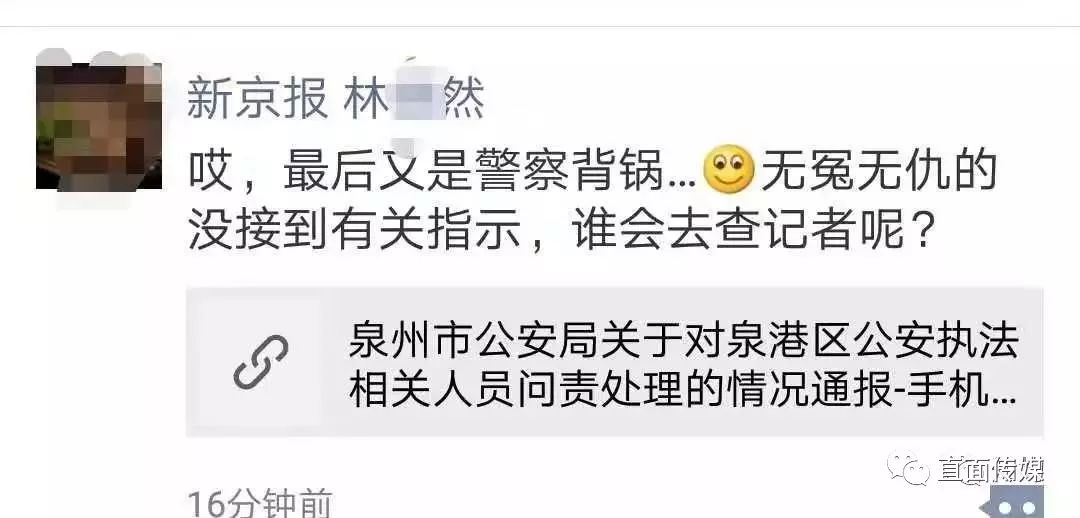 新京报 林 然
哎，最后又是警察背锅...无冤无仇的
没接到有关指示，谁会去查记者呢？
泉州市公安局关于对泉港区公安执法
相关人员问责处理的情况通报-手机...
直面传媒
16分钟前